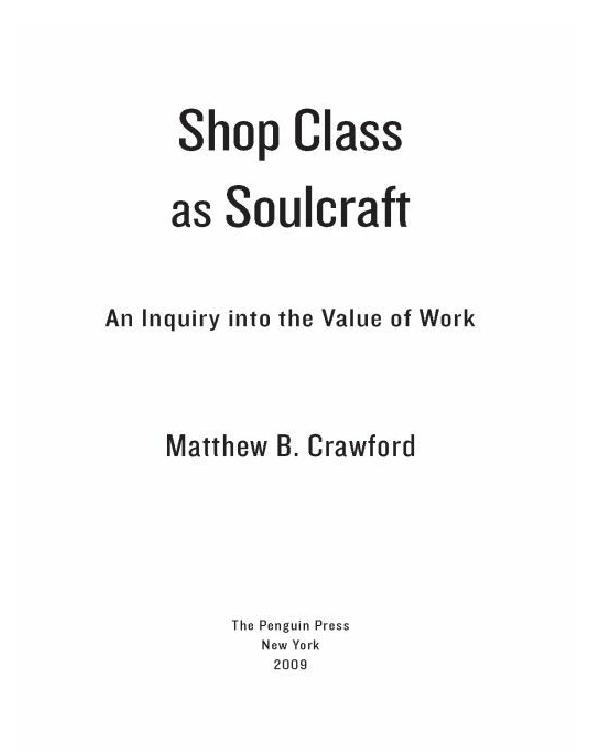 Shop Class
as Soulcraft
An Inquiry into the Value of Work
Matthew B. Crawford
The Penguin Press
New York
2009